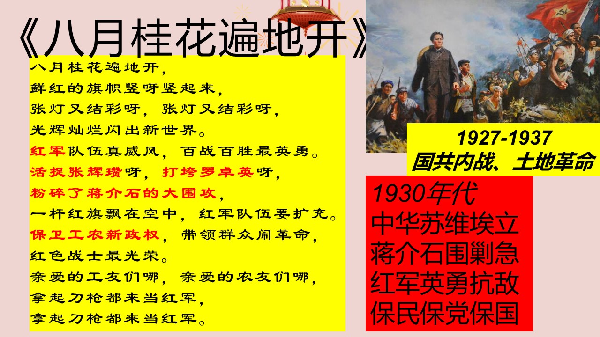 《八月桂花遍地开》
八月桂花遍地开，
鲜红的旗帜竖呀竖起来，
张灯又结彩呀，张灯又结彩呀，
光辉灿烂闪出新世界。
红军队伍真威风，百战百胜最英勇。
活捉张辉瓒呀，打垮罗卓英呀，
粉碎了蒋介石的大围攻，
一杆红旗飘在空中，红军队伍要扩充。
保卫工农新政权，带领群众闹革命，
红色战士最光荣。
亲爱的工友们哪，亲爱的农友们哪，
拿起刀枪都来当红军，
拿起刀枪都来当红军。
1927-1937
国共内战、土地革命
1930年代
中华苏维埃立
蒋介石围剿急
红军英勇抗敌
保民保党保国